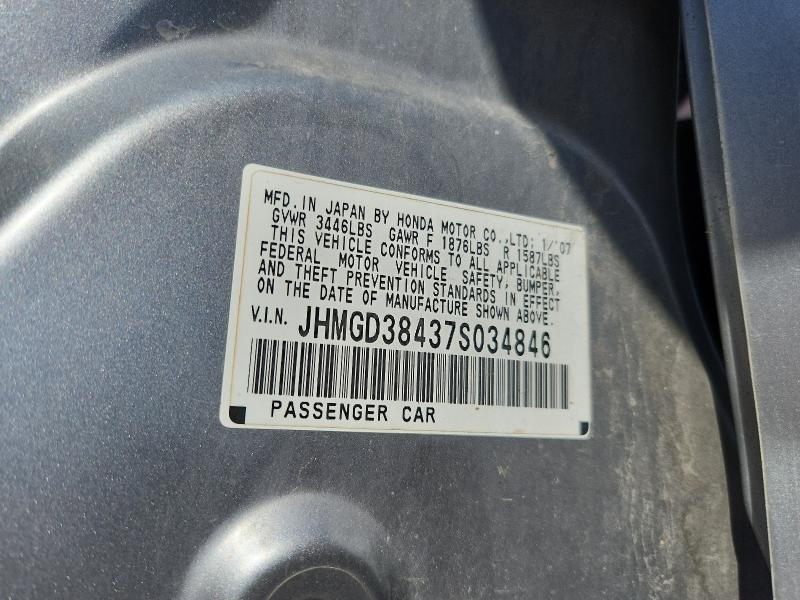 MFD. IN JAPAN BY HONDA MOTOR CO.,LTD; 1/'07
GVWR 3446LBS GAWR F 1876LBS R 1587LBS
THIS VEHICLE CONFORMS TO ALL APPLICABLE
FEDERAL MOTOR VEHICLE SAFETY, BUMPER,
AND THEFT PREVENTION STANDARDS IN EFFECT
ON THE DATE OF MANUFACTURE SHOWN ABOVE.
V.I.N. JHMGD38437S034846
PASSENGER CAR